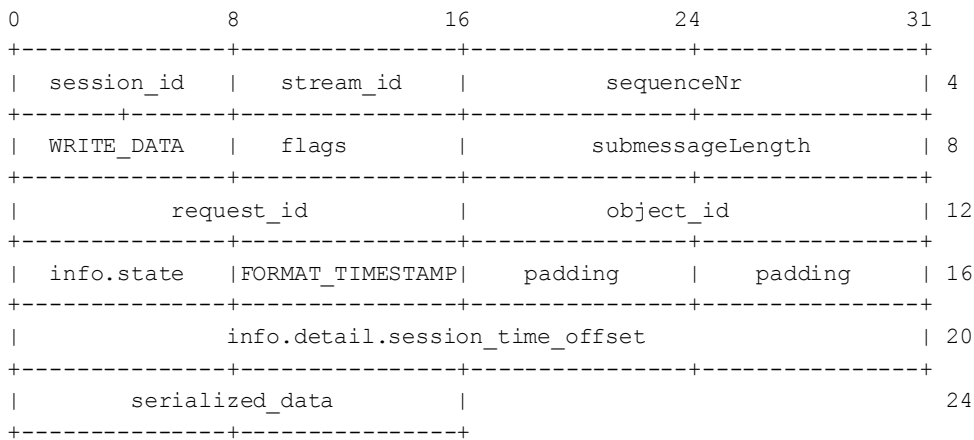 0 8 16 24 31
+---------------+----------------+----------------+----------------+
| session_id | stream_id | sequenceNr | 4
+-------+-------+----------------+----------------+----------------+
| WRITE_DATA | flags | submessageLength | 8
+---------------+----------------+----------------+----------------+
| request_id | object_id | 12
+---------------+----------------+----------------+----------------+
| info.state |FORMAT_TIMESTAMP| padding | padding | 16
+---------------+----------------+----------------+----------------+
| info.detail.session_time_offset | 20
+---------------+----------------+----------------+----------------+
| serialized_data | 24
+---------------+----------------+